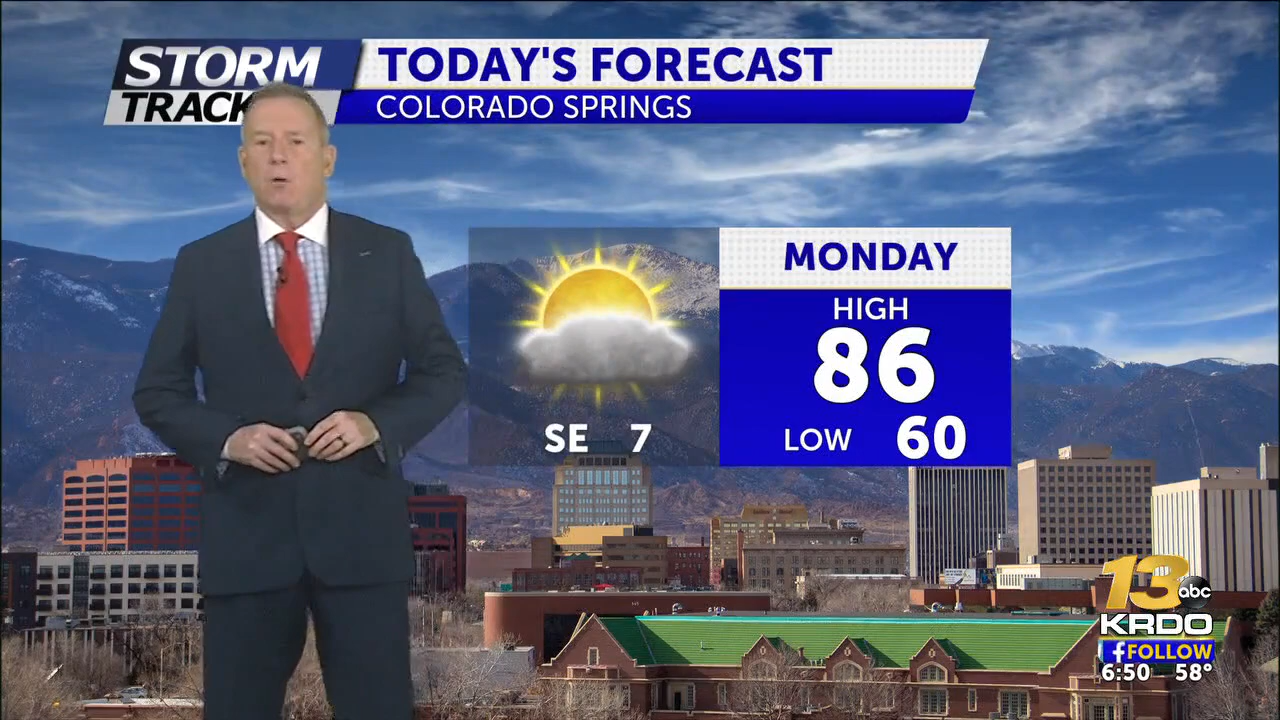 STORM
TRACK
TODAY'S FORECAST
COLORADO SPRINGS
MONDAY
HIGH
86
LOW 60
SE 7
13
abc
KRDO
f FOLLOW
6:50 58°